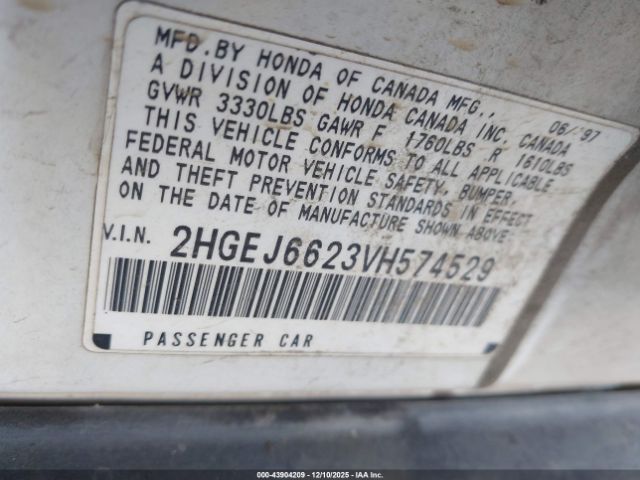 MFD. BY HONDA OF CANADA MFG.,
A DIVISION OF HONDA CANADA INC. CANADA 06/'97
GVWR 3330LBS GAWR F 1760LBS R 1610LBS
THIS VEHICLE CONFORMS TO ALL APPLICABLE
FEDERAL MOTOR VEHICLE SAFETY, BUMPER,
AND THEFT PREVENTION STANDARDS IN EFFECT
ON THE DATE OF MANUFACTURE SHOWN ABOVE.
V.I.N. 2HGEJ6623VH574529
PASSENGER CAR
000-43904209 - 12/10/2025 - IAA Inc.